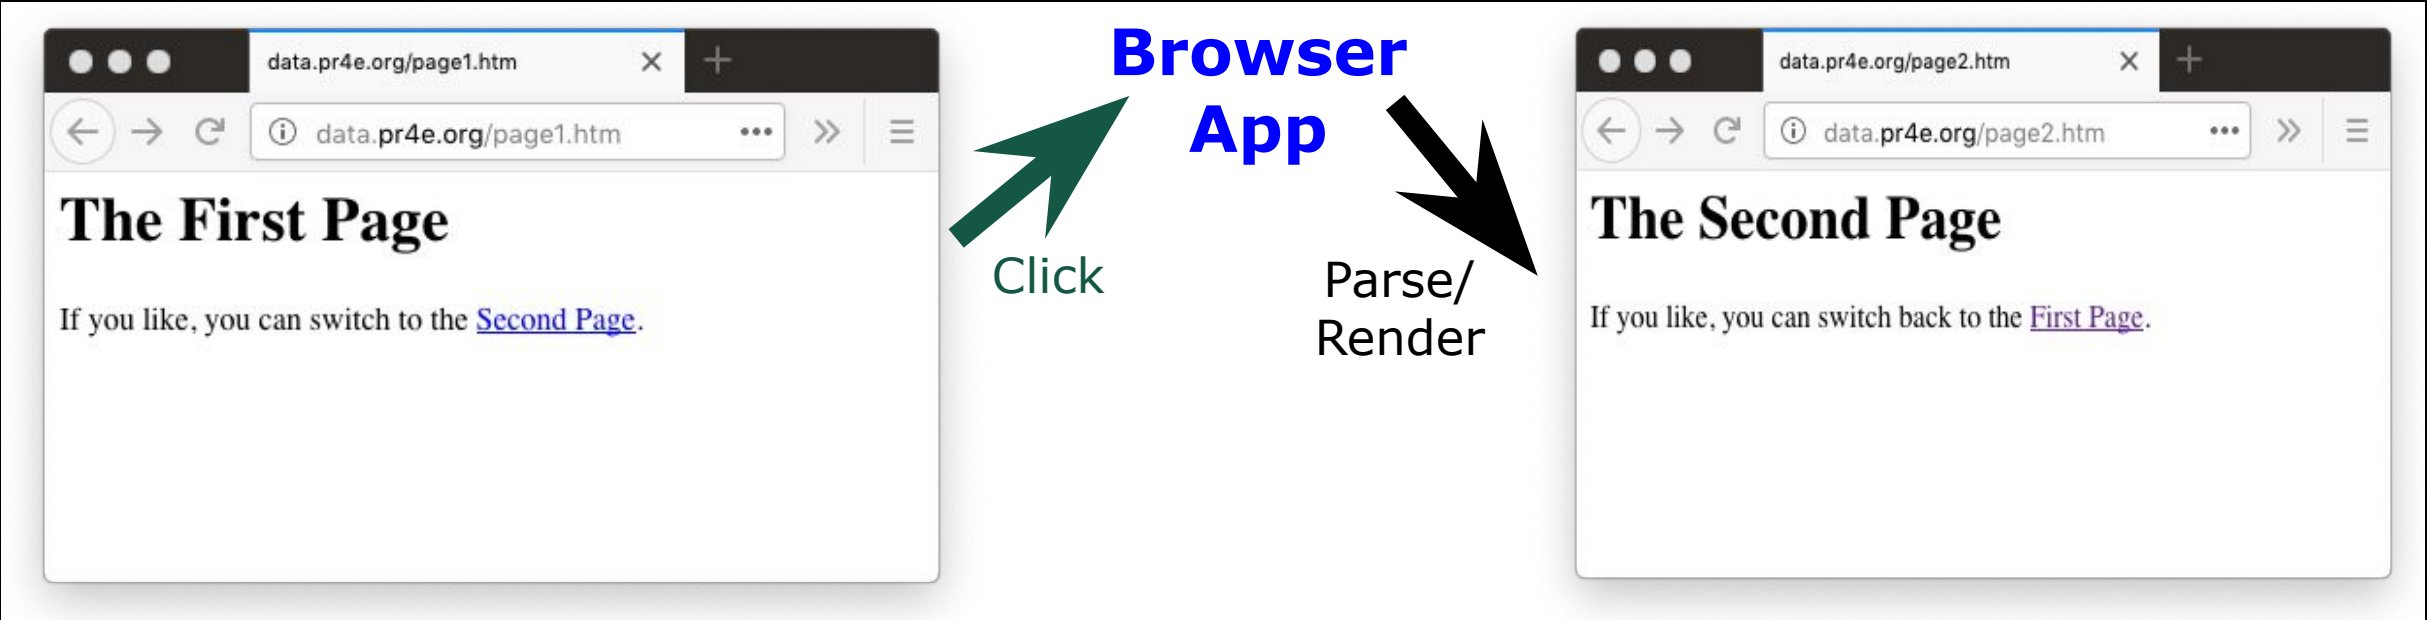 data.pr4e.org/page1.htm
data.pr4e.org/page1.htm
The First Page
If you like, you can switch to the Second Page.
Browser
App
Click
Parse/
Render
data.pr4e.org/page2.htm
data.pr4e.org/page2.htm
The Second Page
If you like, you can switch back to the First Page.